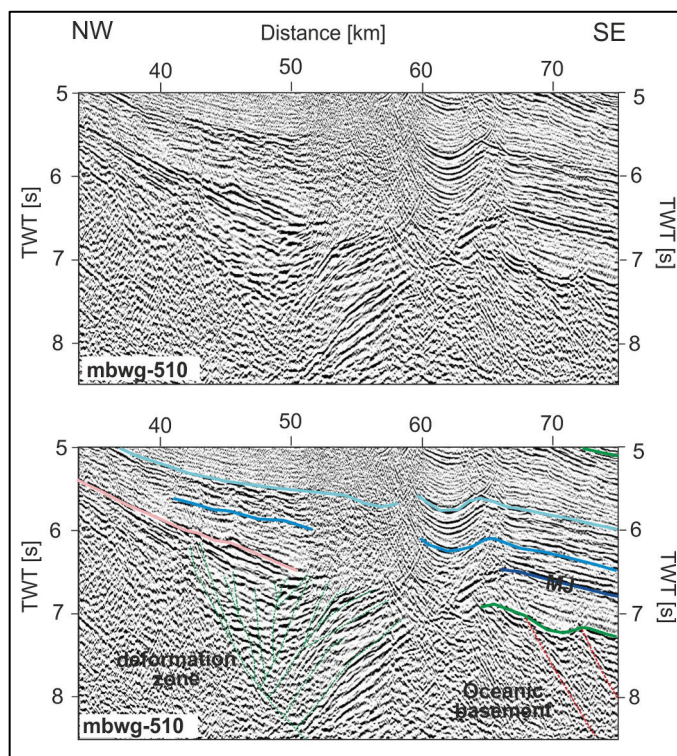 NW Distance [km] SE
40 50 60 70
5 5
6 6
TWT [s] TWT [s]
7 7
8 8
mbwg-510
40 50 60 70
5 5
6 6
TWT [s] TWT [s]
MJ
7 7
deformation
zone
Oceanic
basement
8 8
mbwg-510